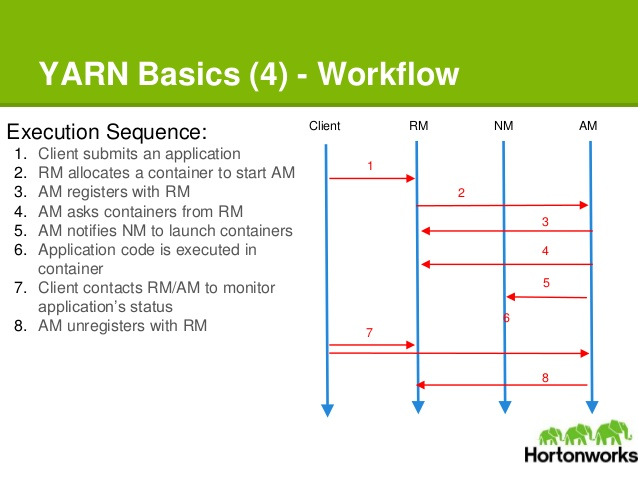 YARN Basics (4) - Workflow
Execution Sequence:
1. Client submits an application
2. RM allocates a container to start AM
3. AM registers with RM
4. AM asks containers from RM
5. AM notifies NM to launch containers
6. Application code is executed in
container
7. Client contacts RM/AM to monitor
application's status
8. AM unregisters with RM
Client RM NM AM
1
2
3
4
5
6
7
8
Hortonworks